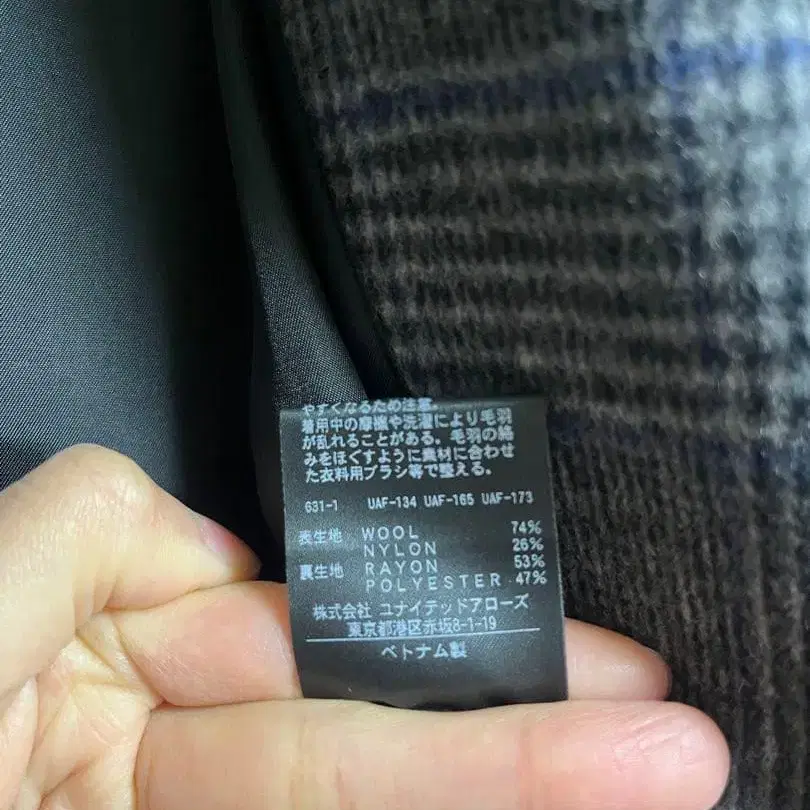 やすくなるため注意。
着用中の摩擦や洗濯により毛羽
が乱れることがある。毛羽の絡
みをほぐすように素材に合わせ
た衣料用ブラシ等で整える。
631-1 UAF-134 UAF-165 UAF-173
表生地 WOOL 74%
NYLON 26%
裏生地 RAYON 53%
POLYESTER 47%
株式会社 ユナイテッドアローズ
東京都港区赤坂8-1-19
ベトナム製